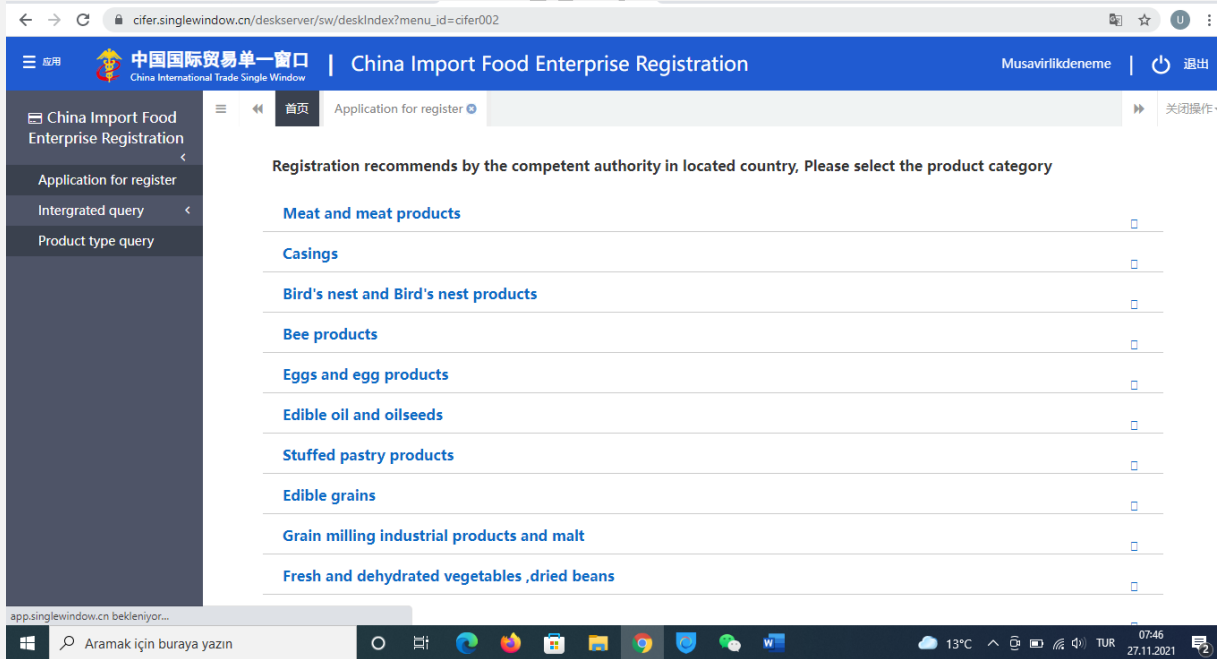 cifer.singlewindow.cn/deskserver/sw/deskIndex?menu_id=cifer002
U
应用
中国国际贸易单一窗口
China International Trade Single Window
China Import Food Enterprise Registration
Musavirlikdeneme
退出
China Import Food
Enterprise Registration
Application for register
Intergrated query
Product type query
首页
Application for register
关闭操作
Registration recommends by the competent authority in located country, Please select the product category
Meat and meat products
Casings
Bird's nest and Bird's nest products
Bee products
Eggs and egg products
Edible oil and oilseeds
Stuffed pastry products
Edible grains
Grain milling industrial products and malt
Fresh and dehydrated vegetables ,dried beans
app.singlewindow.cn bekleniyor...
Aramak için buraya yazın
13°C
TUR
07:46
27.11.2021
2